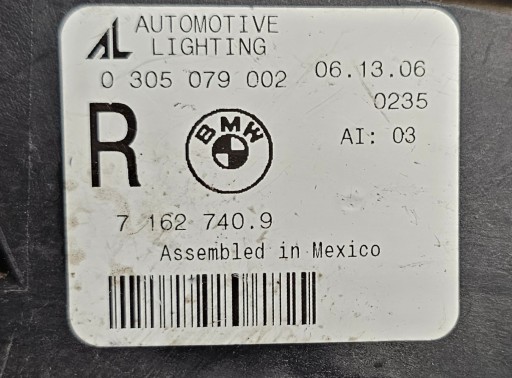 AL AUTOMOTIVE
LIGHTING
0 305 079 002 06.13.06
0235
R BMW AI: 03
7 162 740.9
Assembled in Mexico